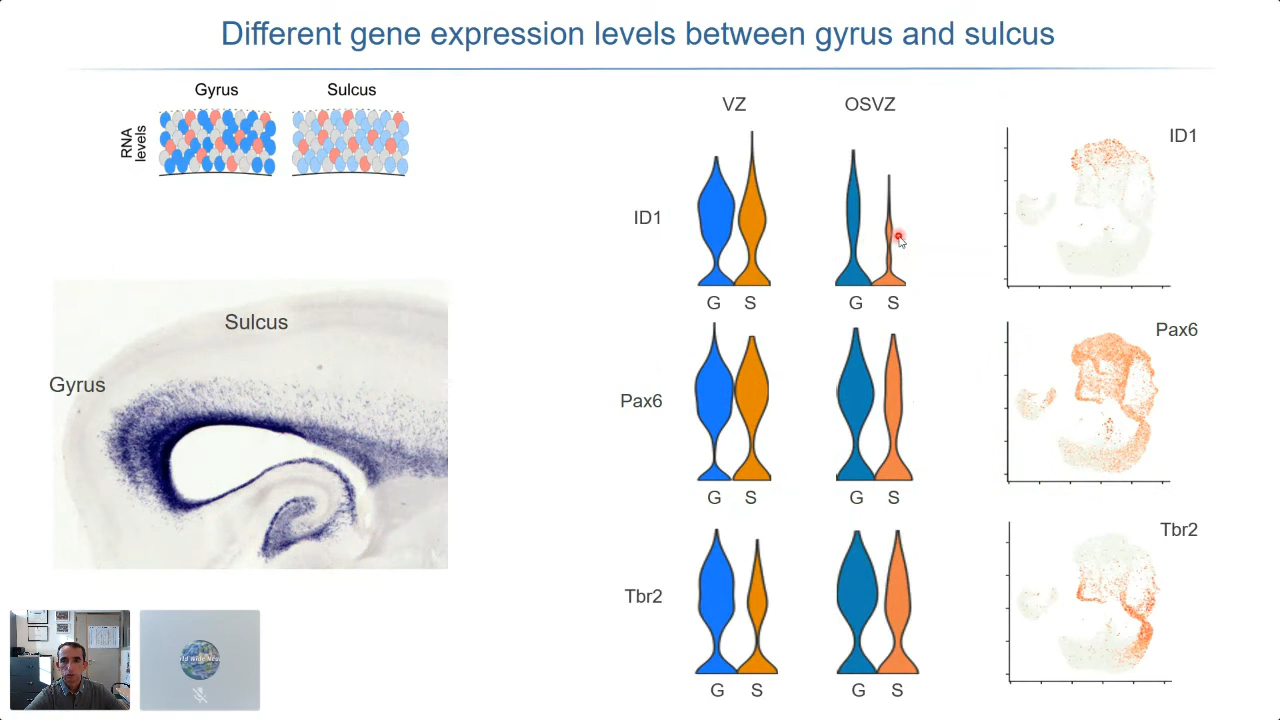 Different gene expression levels between gyrus and sulcus
Gyrus
Sulcus
RNA
levels
VZ
OSVZ
ID1
ID1
G
S
G
S
Pax6
Pax6
G
S
G
S
Tbr2
Tbr2
G
S
G
S
Sulcus
Gyrus